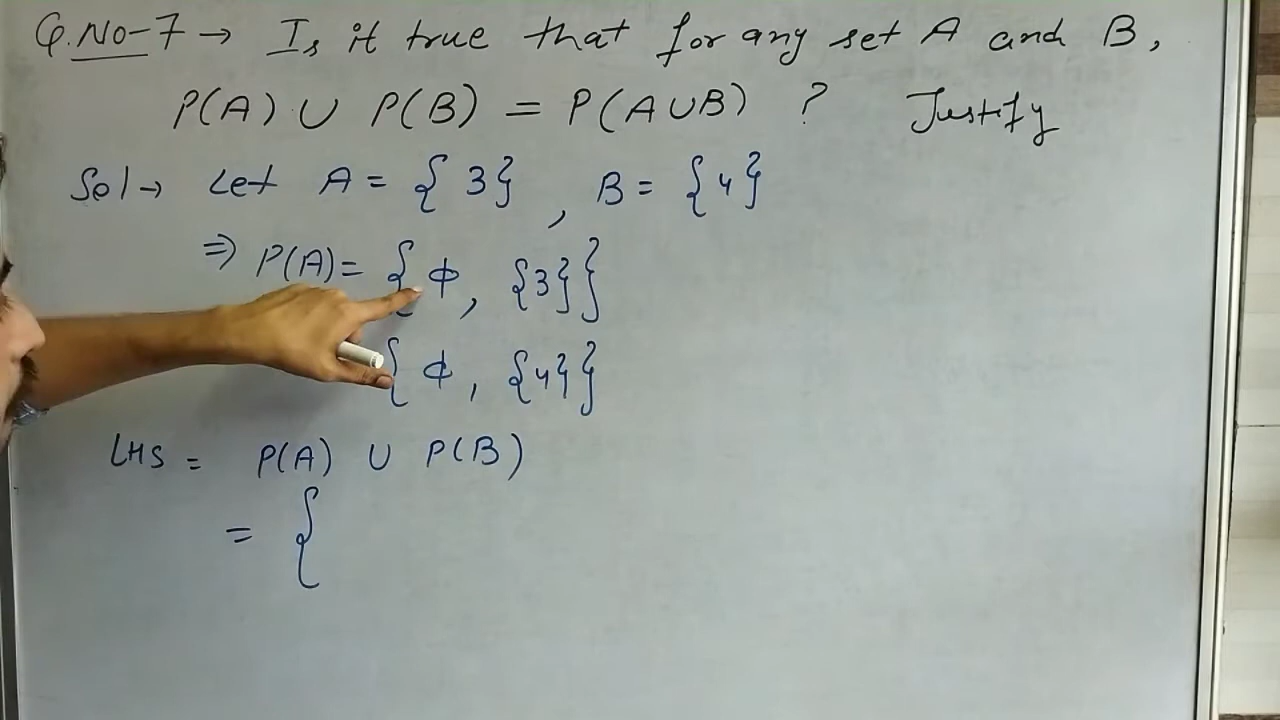 Q.No-7 → Is it true that for any set A and B,
P(A) ∪ P(B) = P(A∪B) ? Justify
Sol → Let A = { 3} , B = {4}
⇒ P(A) = { ϕ, {3}}
{ ϕ, {4}}
LHS = P(A) ∪ P(B)
= {